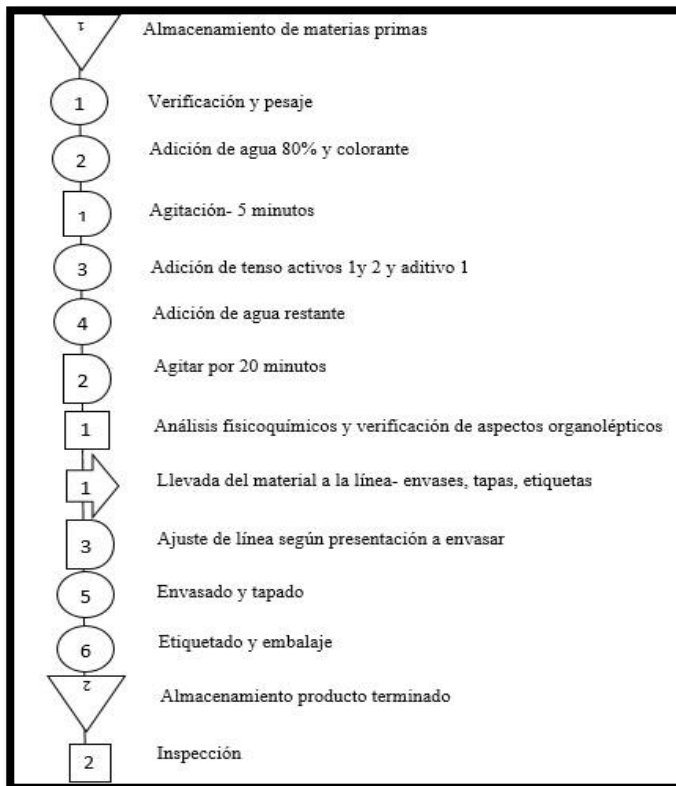 1 Almacenamiento de materias primas
1 Verificación y pesaje
2 Adición de agua 80% y colorante
1 Agitación- 5 minutos
3 Adición de tenso activos 1y 2 y aditivo 1
4 Adición de agua restante
2 Agitar por 20 minutos
1 Análisis fisicoquímicos y verificación de aspectos organolépticos
1 Llevada del material a la línea- envases, tapas, etiquetas
3 Ajuste de línea según presentación a envasar
5 Envasado y tapado
6 Etiquetado y embalaje
2 Almacenamiento producto terminado
2 Inspección